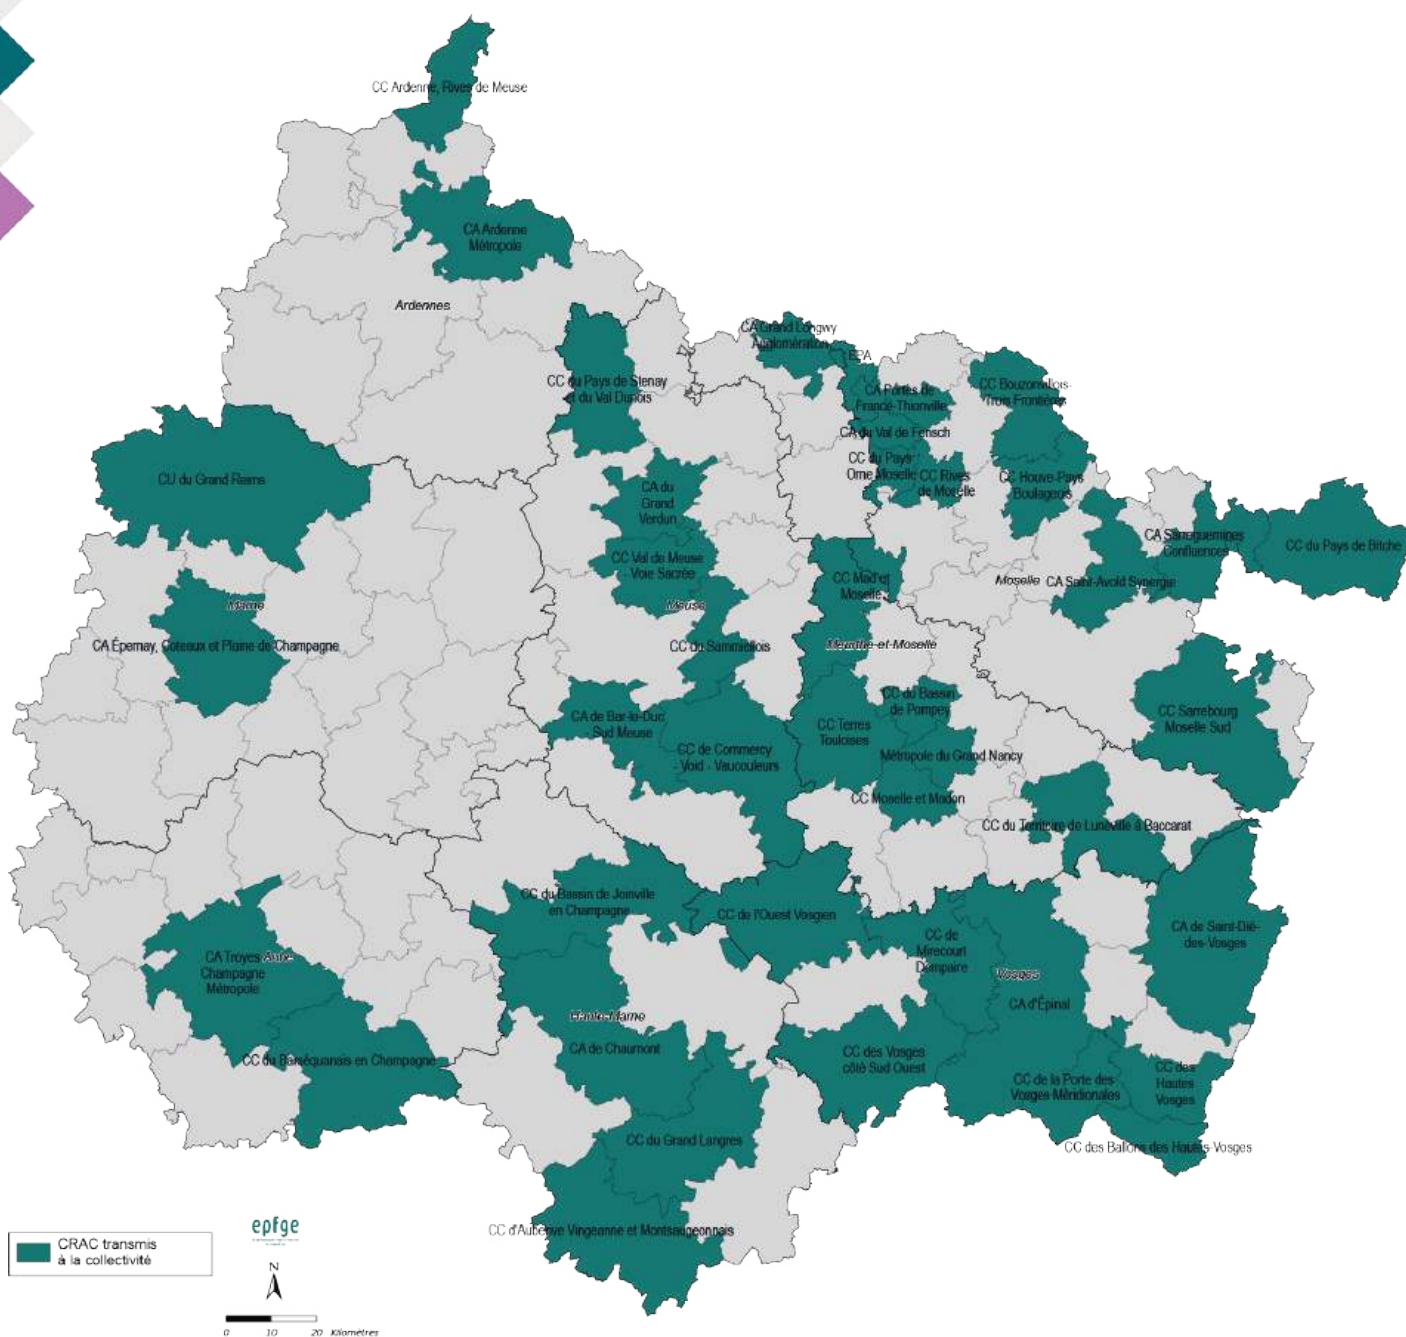 CC Ardenne, Rives de Meuse
CA Ardenne
Métropole
Ardennes
CA Grand Longwy
Agglomération
EPA
CC du Pays de Stenay
et du Val Dunois
CA Portes de
France-Thionville
CC Bouzonvillois-
Trois Frontières
CA du Val de Fensch
CC du Pays
Orne Moselle
CC Rives
de Moselle
CC Houve-Pays
Boulageois
CU du Grand Reims
CA du
Grand
Verdun
CA Sarreguemines
Confluences
CC du Pays de Bitche
CC Val de Meuse
- Voie Sacrée
CC Mad et
Moselle
Moselle
CA Saint-Avold Synergie
Marne
Meuse
CA Épernay, Coteaux et Plaine de Champagne
CC du Sammiellois
Meurthe-et-Moselle
CC du Bassin
de Pompey
CA de Bar-le-Duc
- Sud Meuse
CC Terres
Touloises
CC Sarrebourg
Moselle Sud
CC de Commercy
- Void - Vaucouleurs
Métropole du Grand Nancy
CC Moselle et Madon
CC du Territoire de Lunéville à Baccarat
CC du Bassin de Joinville
en Champagne
CC de l'Ouest Vosgien
CC de
Mirecourt
Dompaire
CA de Saint-Dié-
des-Vosges
CA Troyes
Champagne
Métropole
Aube
Vosges
CA d'Épinal
Haute-Marne
CA de Chaumont
CC du Barséquanais en Champagne
CC des Vosges
côté Sud Ouest
CC de la Porte des
Vosges Méridionales
CC des
Hautes
Vosges
CC du Grand Langres
CC des Ballons des Hautes-Vosges
CC d'Auberive Vingeanne et Montsaugeonnais
epfge
CRAC transmis
à la collectivité
N
0 10 20 Kilomètres